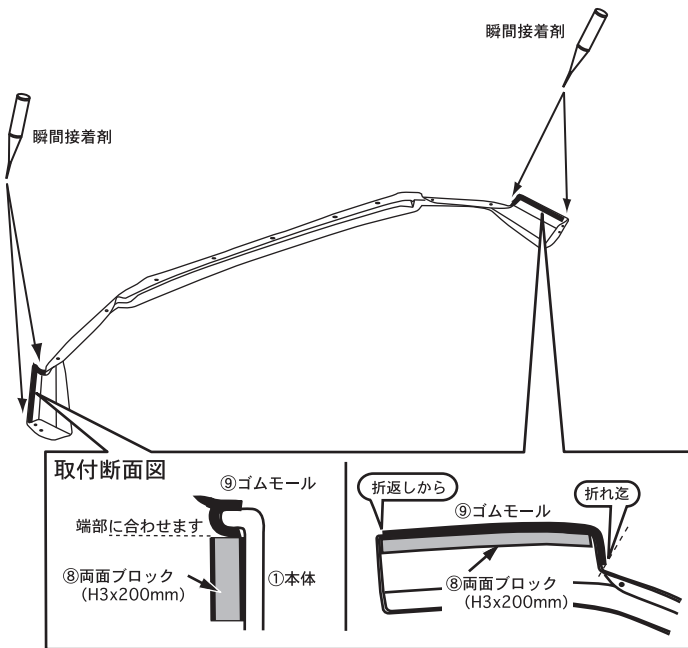 瞬間接着剤
瞬間接着剤
取付断面図
⑨ゴムモール
端部に合わせます
⑧両面ブロック
(H3x200mm)
①本体
折返しから
折れ迄
⑨ゴムモール
⑧両面ブロック
(H3x200mm)